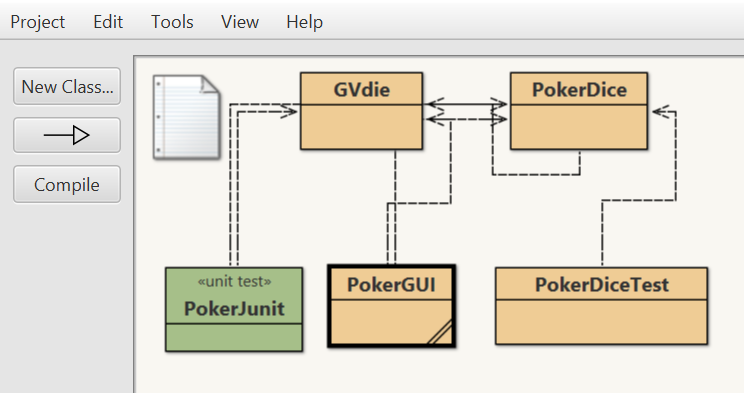 Project Edit Tools View Help
New Class...
Compile
GVdie
PokerDice
«unit test»
PokerJunit
PokerGUI
PokerDiceTest